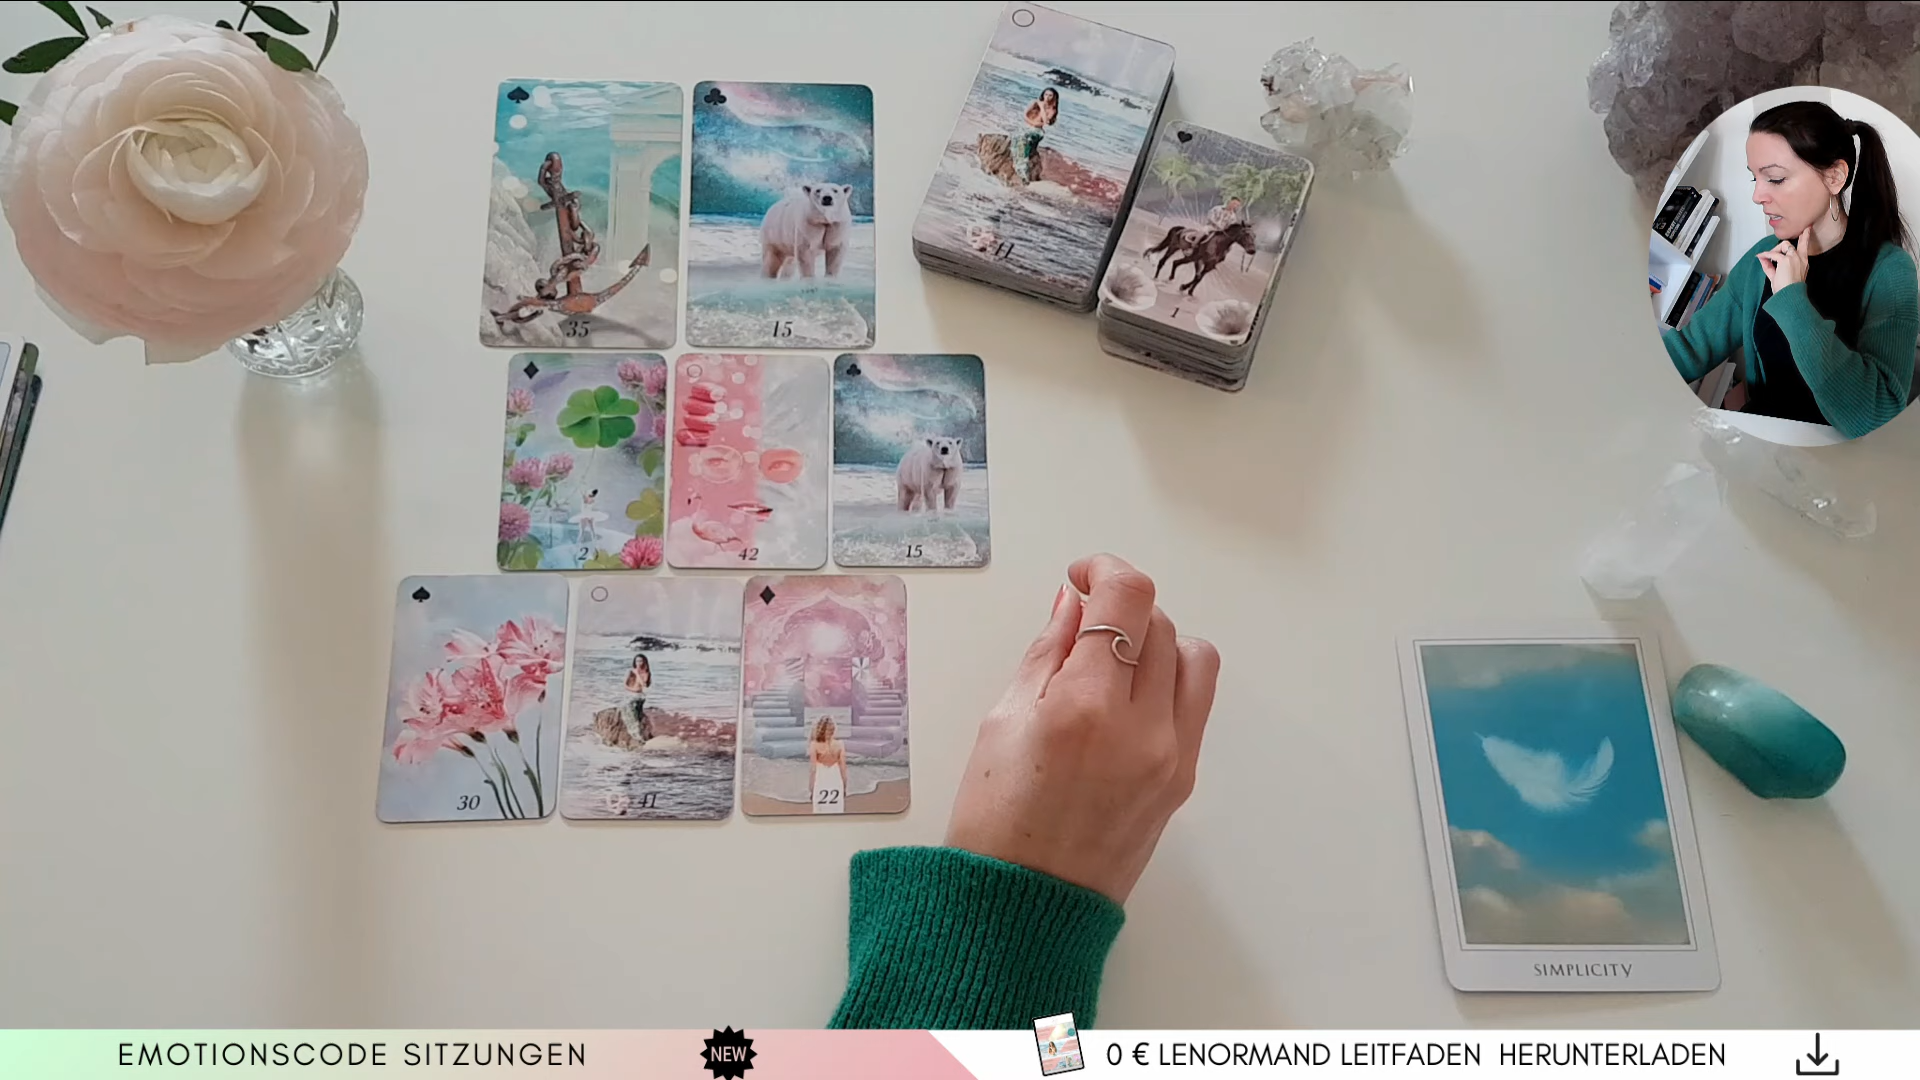 35
15
41
1
2
42
15
30
41
22
SIMPLICITY
EMOTIONSCODE SITZUNGEN
NEW
0 € LENORMAND LEITFADEN HERUNTERLADEN